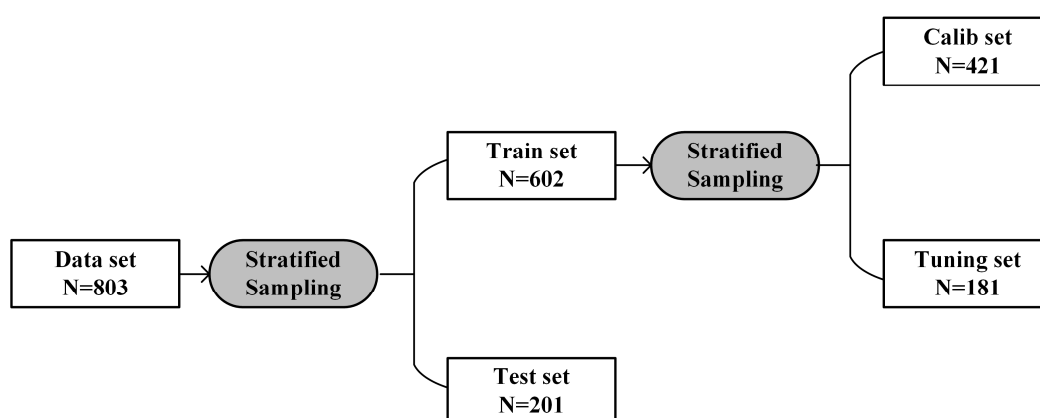 Data set
N=803
Stratified
Sampling
Train set
N=602
Test set
N=201
Stratified
Sampling
Calib set
N=421
Tuning set
N=181